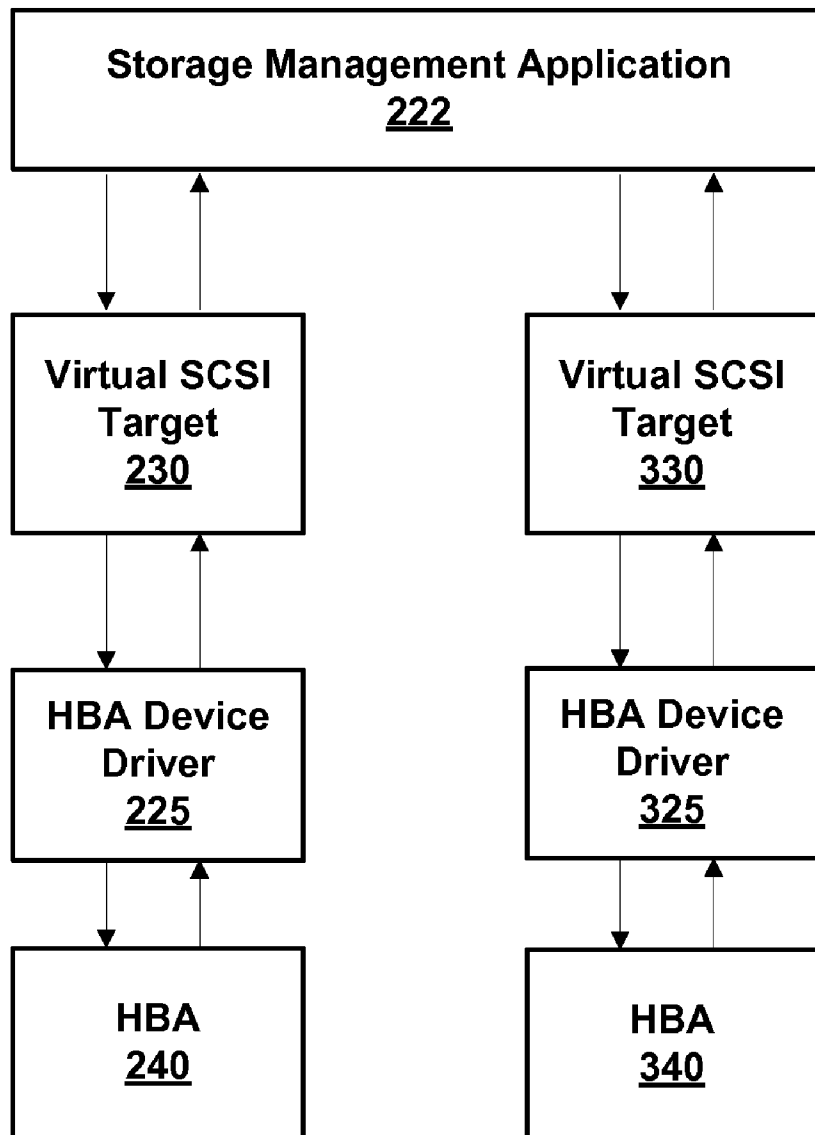 Storage Management Application
222
Virtual SCSI
Target
230
Virtual SCSI
Target
330
HBA Device
Driver
225
HBA Device
Driver
325
HBA
240
HBA
340